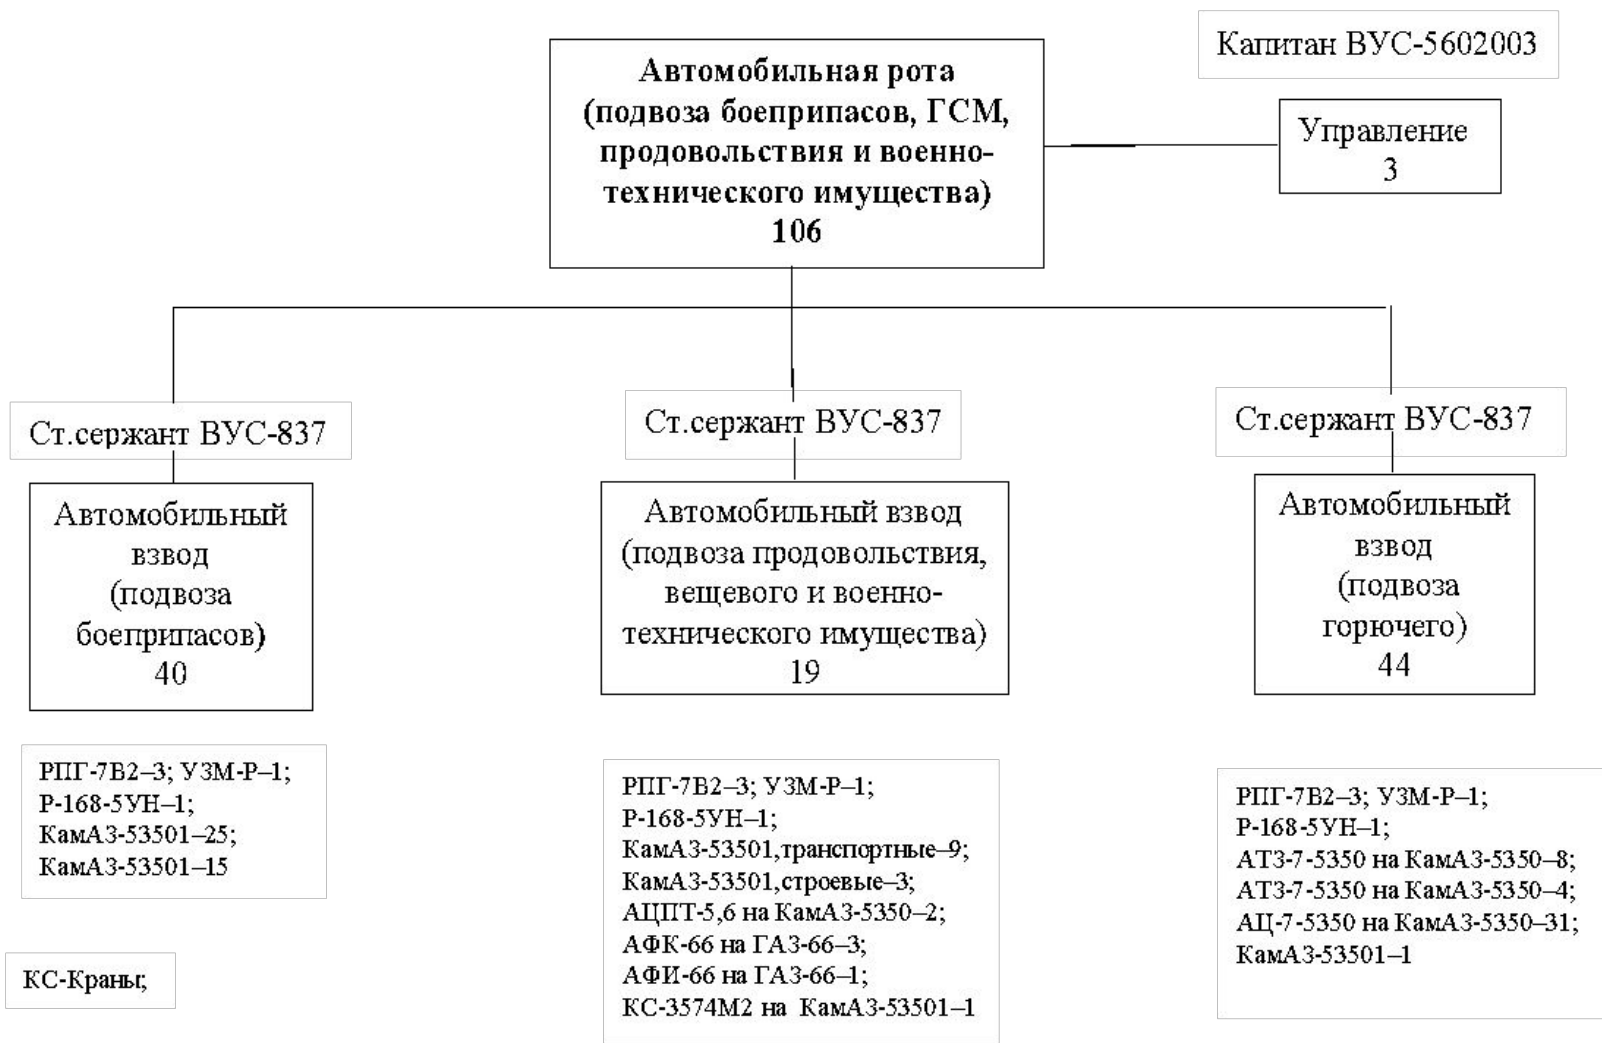 Капитан ВУС-5602003
Автомобильная рота
(подвоза боеприпасов, ГСМ,
продовольствия и военно-
технического имущества)
106
Управление
3
Ст.сержант ВУС-837
Автомобильный
взвод
(подвоза
боеприпасов)
40
РПГ-7В2–3; УЗМ-Р–1;
Р-168-5УН–1;
КамАЗ-53501–25;
КамАЗ-53501–15
КС-Краны;
Ст.сержант ВУС-837
Автомобильный взвод
(подвоза продовольствия,
вещевого и военно-
технического имущества)
19
РПГ-7В2–3; УЗМ-Р–1;
Р-168-5УН–1;
КамАЗ-53501,транспортные–9;
КамАЗ-53501,строевые–3;
АЦПТ-5,6 на КамАЗ-5350–2;
АФК-66 на ГАЗ-66–3;
АФИ-66 на ГАЗ-66–1;
КС-3574М2 на КамАЗ-53501–1
Ст.сержант ВУС-837
Автомобильный
взвод
(подвоза
горючего)
44
РПГ-7В2–3; УЗМ-Р–1;
Р-168-5УН–1;
АТЗ-7-5350 на КамАЗ-5350–8;
АТЗ-7-5350 на КамАЗ-5350–4;
АЦ-7-5350 на КамАЗ-5350–31;
КамАЗ-53501–1